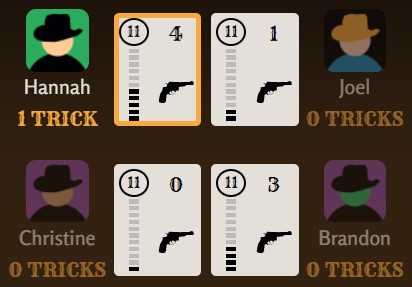 11 4 11 1
Hannah Joel
1 TRICK 0 TRICKS
11 0 11 3
Christine Brandon
0 TRICKS 0 TRICKS